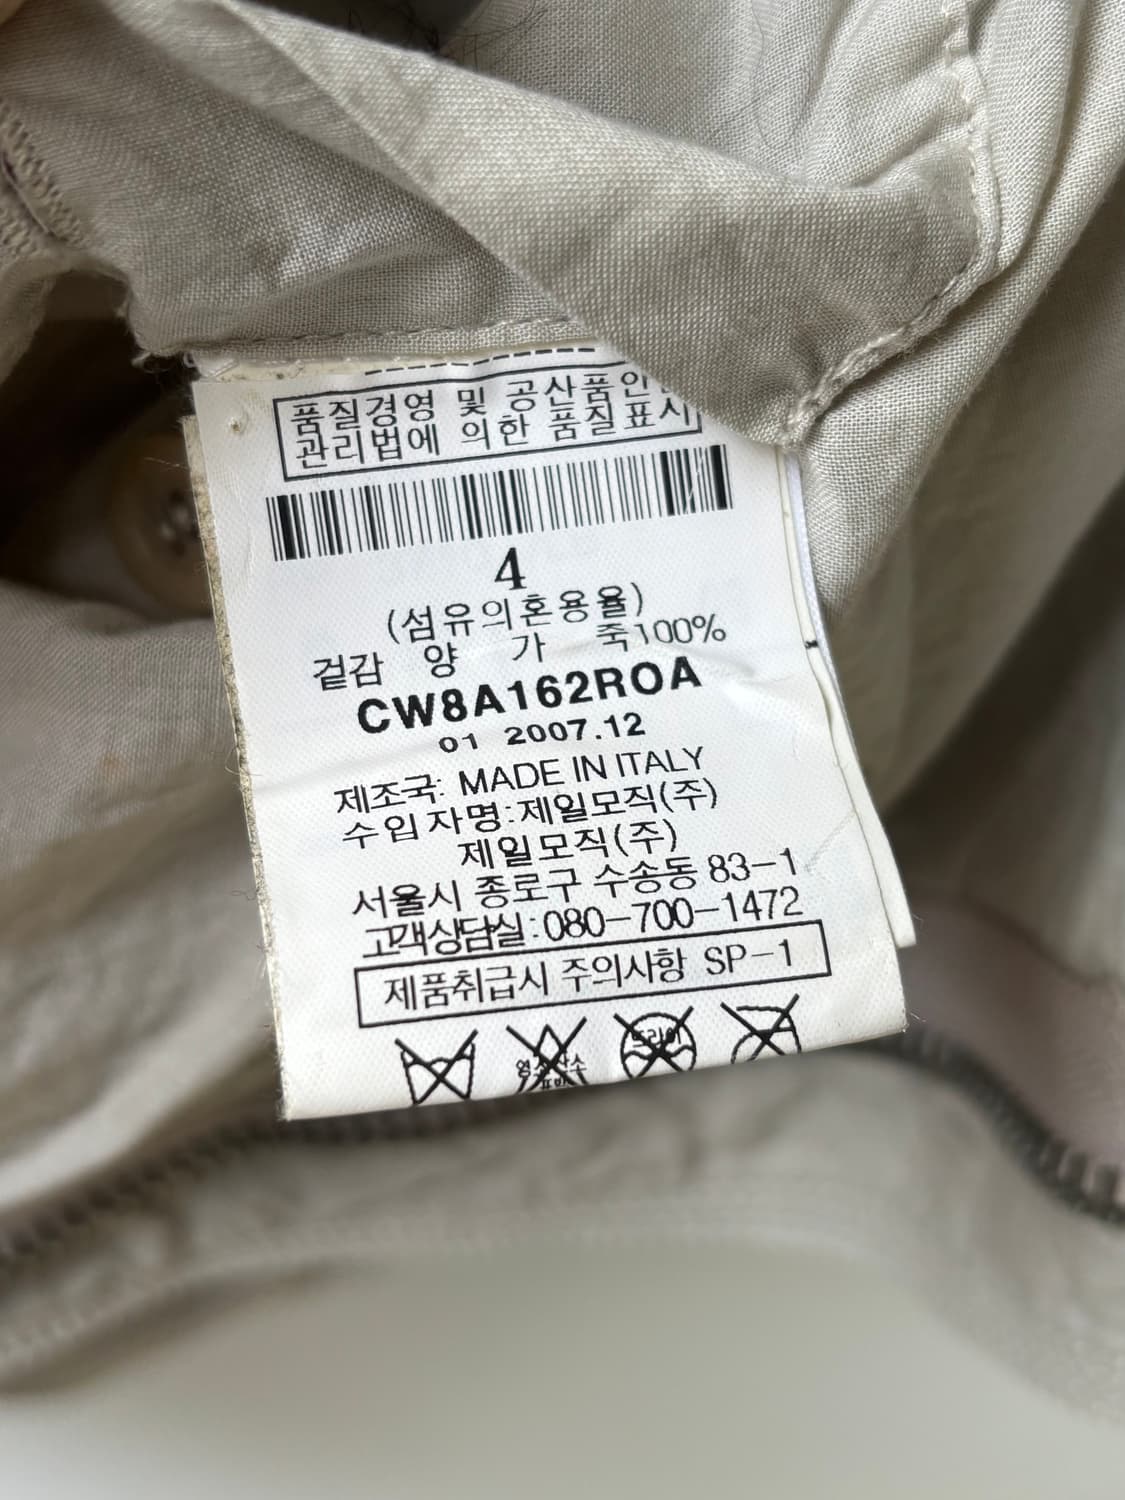 품질경영 및 공산품안
관리법에 의한 품질표시
4
(섬유의혼용율)
겉감 양 가 죽100%
CW8A162ROA
01 2007.12
제조국: MADE IN ITALY
수입자명:제일모직(주)
제일모직(주)
서울시 종로구 수송동 83-1
고객상담실:080-700-1472
제품취급시 주의사항 SP-1
드라이